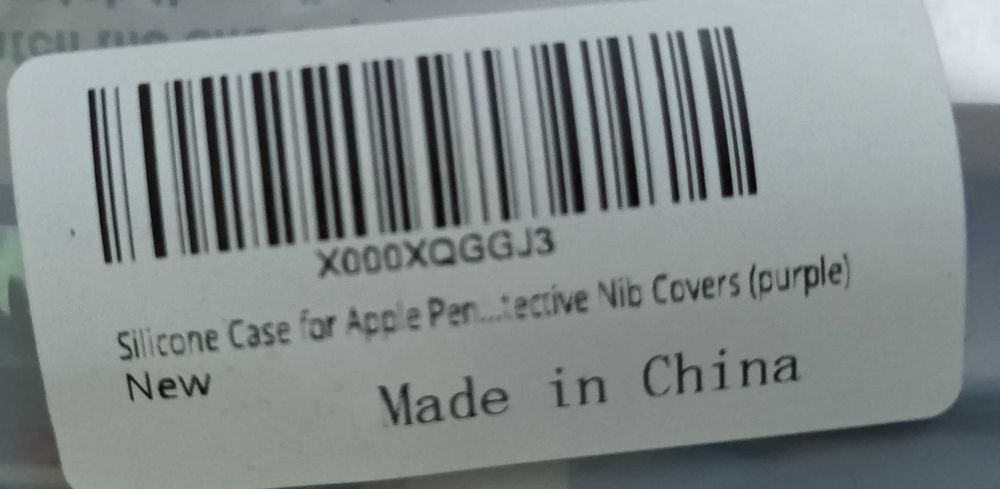 X000XQGGJ3
Silicone Case for Apple Pen...tective Nib Covers (purple)
New
Made in China